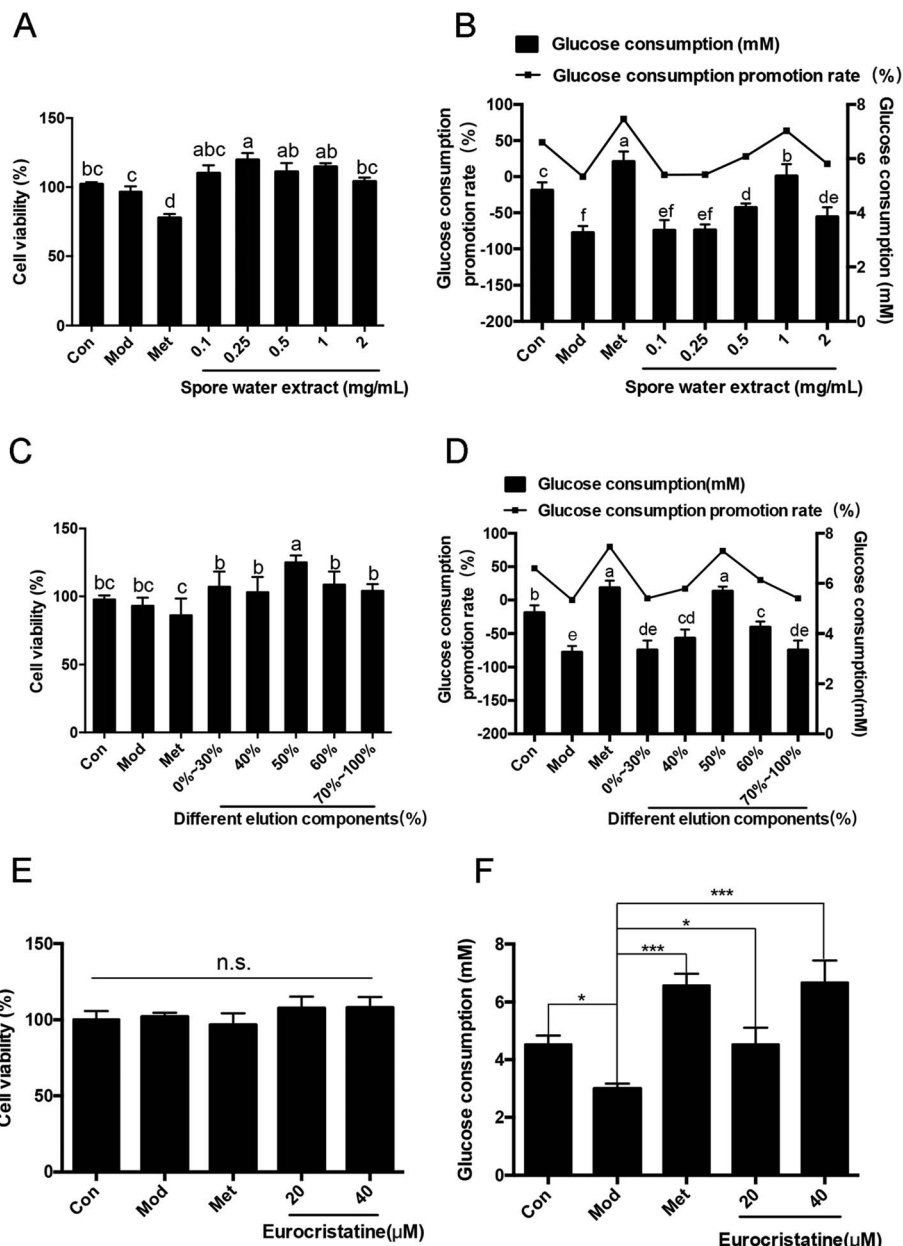 A
Cell viability (%)
150
100
50
0
bc
c
d
abc
a
abc
ab
bc
Con
Mod
Met
0.1
0.25
0.5
1
2
Spore water extract (mg/mL)
B
Glucose consumption (mM)
Glucose consumption promotion rate (%)
Glucose consumption
promotion rate (%)
100
50
0
-50
-100
-150
-200
c
f
a
ef
ef
d
b
de
8
6
4
2
0
Glucose consumption
(mM)
Con
Mod
Met
0.1
0.25
0.5
1
2
Spore water extract (mg/mL)
C
Cell viability (%)
150
100
50
0
bc
bc
c
b
b
a
b
b
Con
Mod
Met
0%~30%
40%
50%
60%
70%~100%
Different elution components(%)
D
Glucose consumption(mM)
Glucose consumption promotion rate (%)
Glucose consumption
promotion rate (%)
100
50
0
-50
-100
-150
-200
b
e
a
de
cd
a
c
de
8
6
4
2
0
Glucose consumption(mM)
Con
Mod
Met
0%~30%
40%
50%
60%
70%~100%
Different elution components(%)
E
Cell viability (%)
150
100
50
0
n.s.
Con
Mod
Met
20
40
Eurocristatine(μM)
F
Glucose consumption (mM)
8
6
4
2
0
***
*
***
*
Con
Mod
Met
20
40
Eurocristatine(μM)